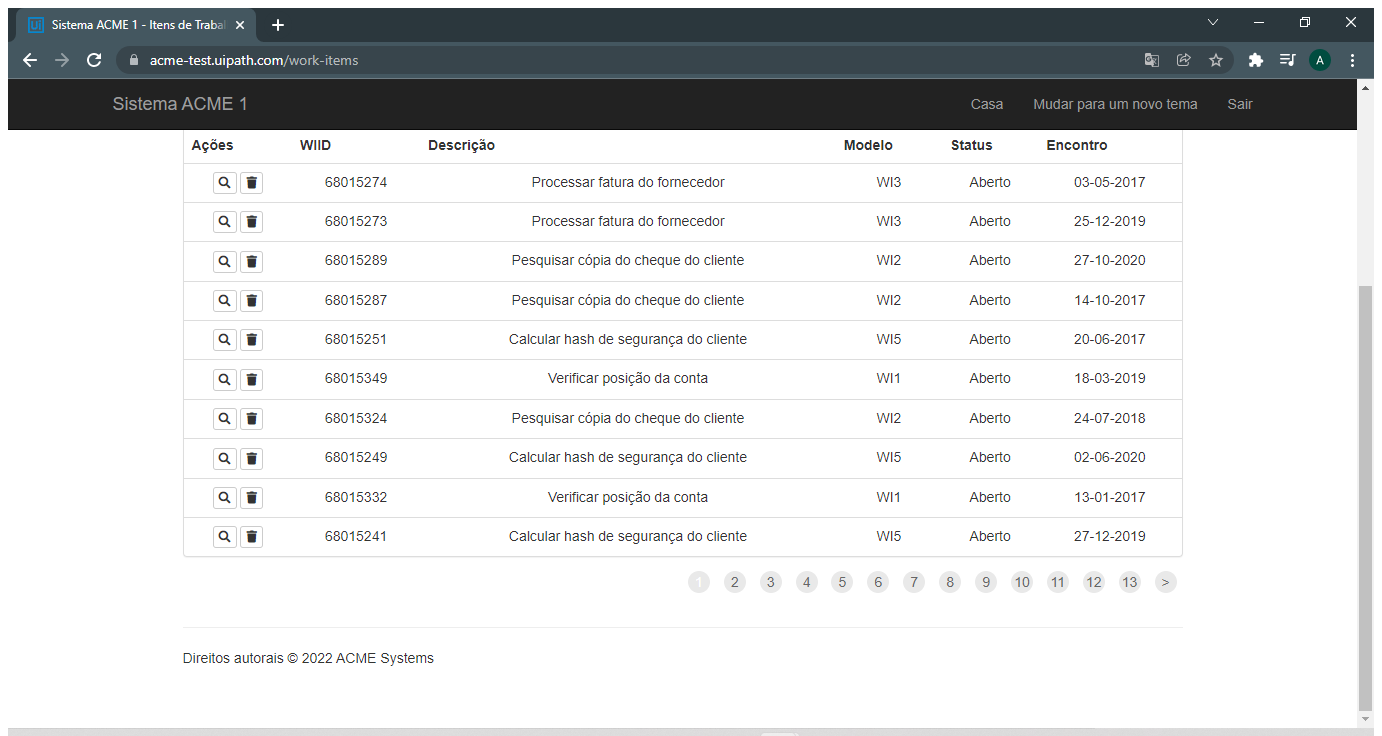 Sistema ACME 1 - Itens de Trabal
acme-test.uipath.com/work-items
A
Sistema ACME 1 Casa Mudar para um novo tema Sair
Ações WIID Descrição Modelo Status Encontro
68015274 Processar fatura do fornecedor WI3 Aberto 03-05-2017
68015273 Processar fatura do fornecedor WI3 Aberto 25-12-2019
68015289 Pesquisar cópia do cheque do cliente WI2 Aberto 27-10-2020
68015287 Pesquisar cópia do cheque do cliente WI2 Aberto 14-10-2017
68015251 Calcular hash de segurança do cliente WI5 Aberto 20-06-2017
68015349 Verificar posição da conta WI1 Aberto 18-03-2019
68015324 Pesquisar cópia do cheque do cliente WI2 Aberto 24-07-2018
68015249 Calcular hash de segurança do cliente WI5 Aberto 02-06-2020
68015332 Verificar posição da conta WI1 Aberto 13-01-2017
68015241 Calcular hash de segurança do cliente WI5 Aberto 27-12-2019
1 2 3 4 5 6 7 8 9 10 11 12 13 >
Direitos autorais © 2022 ACME Systems